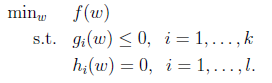 min_w f(w)
s.t. g_i(w) ≤ 0, i = 1, . . . , k
h_i(w) = 0, i = 1, . . . , l.